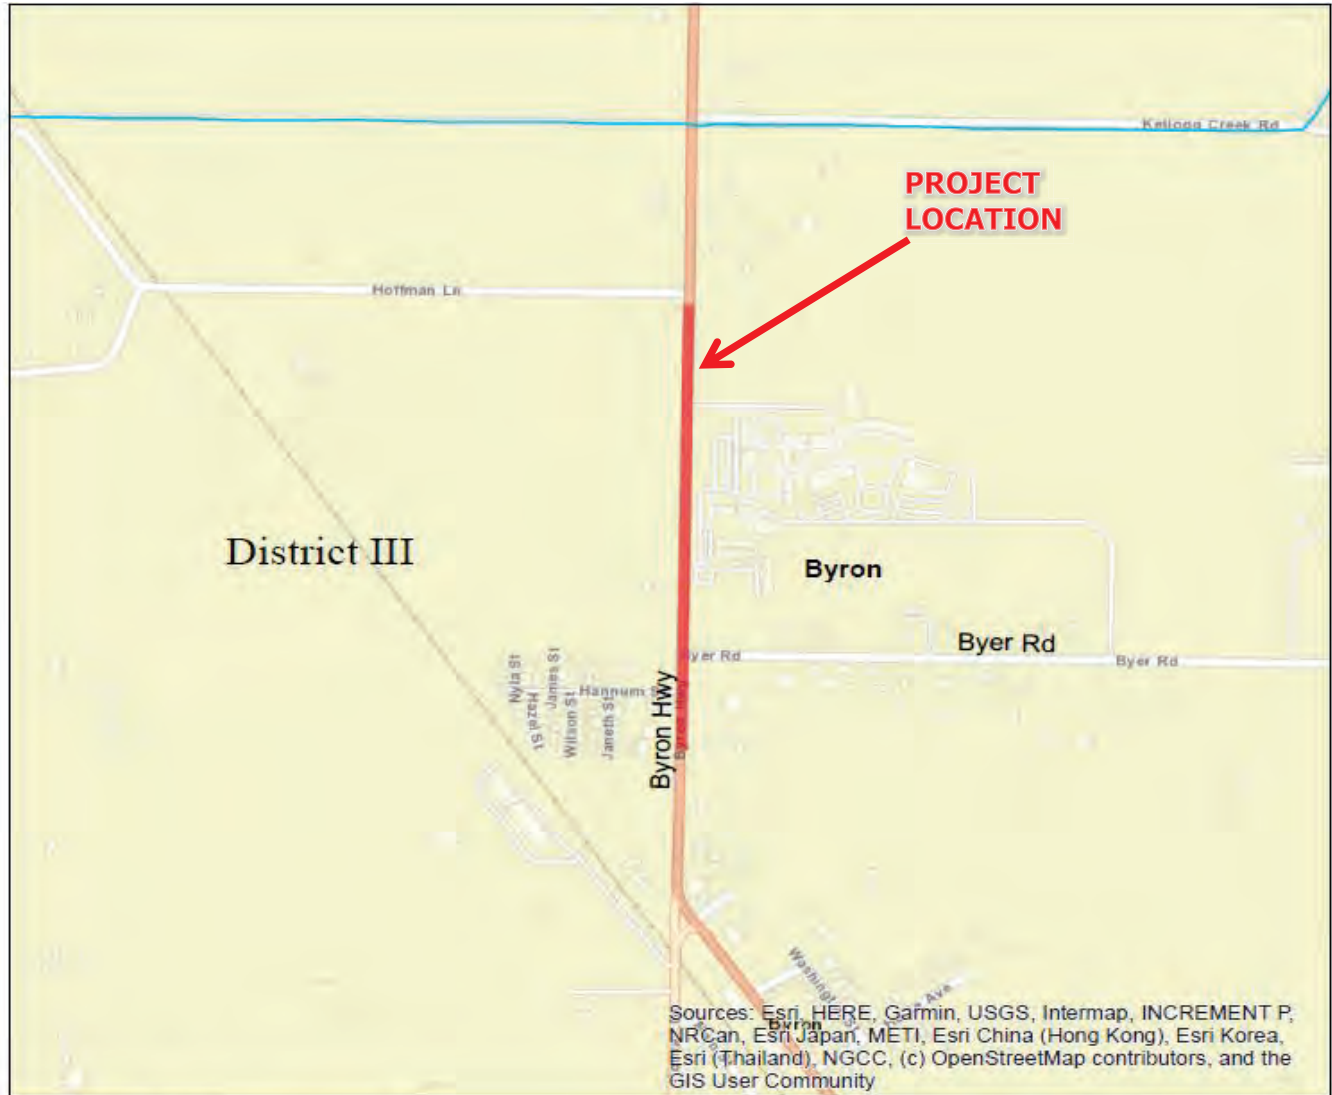 Kellogg Creek Rd
PROJECT
LOCATION
Hoffman Ln
District III
Byron
Byer Rd
Byer Rd
Byer Rd
Nyla St
James St
Hannum
Hazel St
Wilson St
Janeth St
Byron Hwy
Byron Hwy
Sources: Esri, HERE, Garmin, USGS, Intermap, INCREMENT P,
NRCan, Esri Japan, METI, Esri China (Hong Kong), Esri Korea,
Esri (Thailand), NGCC, (c) OpenStreetMap contributors, and the
GIS User Community
Byron